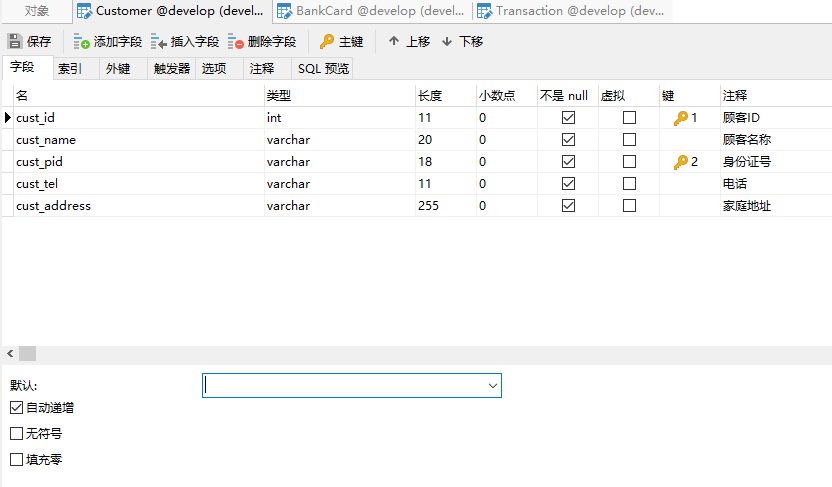 对象 Customer @develop (devel... BankCard @develop (devel... Transaction @develop (dev...
保存 添加字段 插入字段 删除字段 主键 上移 下移
字段 索引 外键 触发器 选项 注释 SQL 预览
名 类型 长度 小数点 不是 null 虚拟 键 注释
cust_id int 11 0 1 顾客ID
cust_name varchar 20 0 顾客名称
cust_pid varchar 18 0 2 身份证号
cust_tel varchar 11 0 电话
cust_address varchar 255 0 家庭地址
默认:
自动递增
无符号
填充零